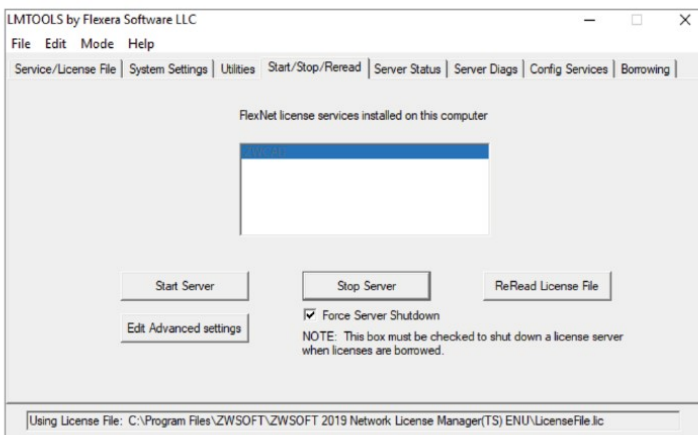 LMTOOLS by Flexera Software LLC
File Edit Mode Help
Service/License File System Settings Utilities Start/Stop/Reread Server Status Server Diags Config Services Borrowing
FlexNet license services installed on this computer
Start Server Stop Server ReRead License File
Force Server Shutdown
Edit Advanced settings
NOTE: This box must be checked to shut down a license server
when licenses are borrowed.
Using License File: C:\Program Files\ZWSOFT\ZWSOFT 2019 Network License Manager(TS) ENU\LicenseFile.lic